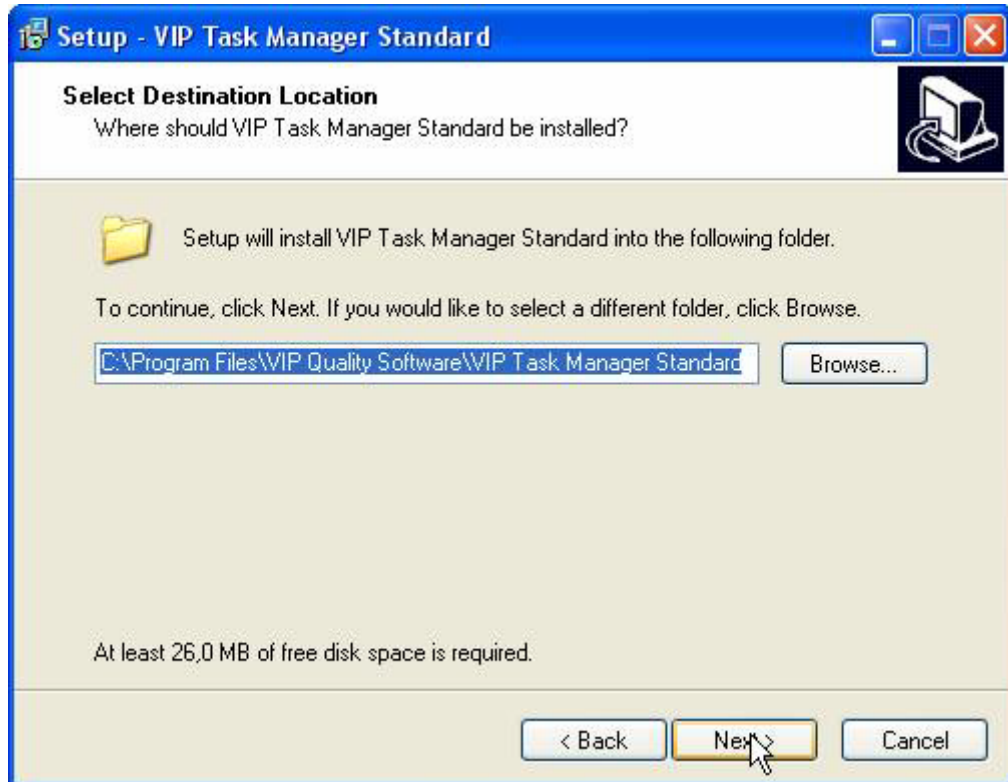 Setup - VIP Task Manager Standard
Select Destination Location
Where should VIP Task Manager Standard be installed?
Setup will install VIP Task Manager Standard into the following folder.
To continue, click Next. If you would like to select a different folder, click Browse.
C:\Program Files\VIP Quality Software\VIP Task Manager Standard
Browse...
At least 26,0 MB of free disk space is required.
< Back
Next >
Cancel